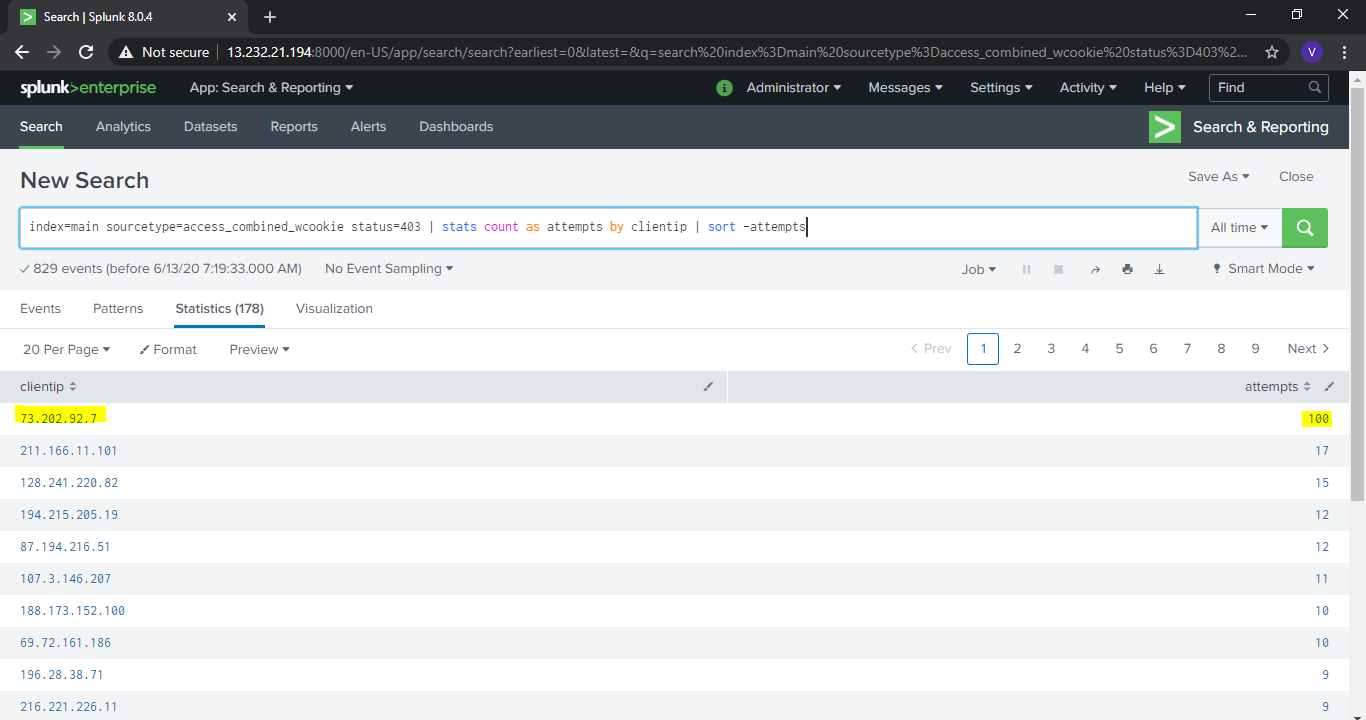 Search | Splunk 8.0.4
Not secure 13.232.21.194:8000/en-US/app/search/search?earliest=0&latest=&q=search%20index%3Dmain%20sourcetype%3Daccess_combined_wcookie%20status%3D403%2... V
splunk>enterprise App: Search & Reporting i Administrator Messages Settings Activity Help Find
Search Analytics Datasets Reports Alerts Dashboards > Search & Reporting
New Search Save As Close
index=main sourcetype=access_combined_wcookie status=403 | stats count as attempts by clientip | sort -attempts All time
829 events (before 6/13/20 7:19:33.000 AM) No Event Sampling Job Smart Mode
Events Patterns Statistics (178) Visualization
20 Per Page Format Preview < Prev 1 2 3 4 5 6 7 8 9 Next >
clientip attempts
73.202.92.7 100
211.166.11.101 17
128.241.220.82 15
194.215.205.19 12
87.194.216.51 12
107.3.146.207 11
188.173.152.100 10
69.72.161.186 10
196.28.38.71 9
216.221.226.11 9